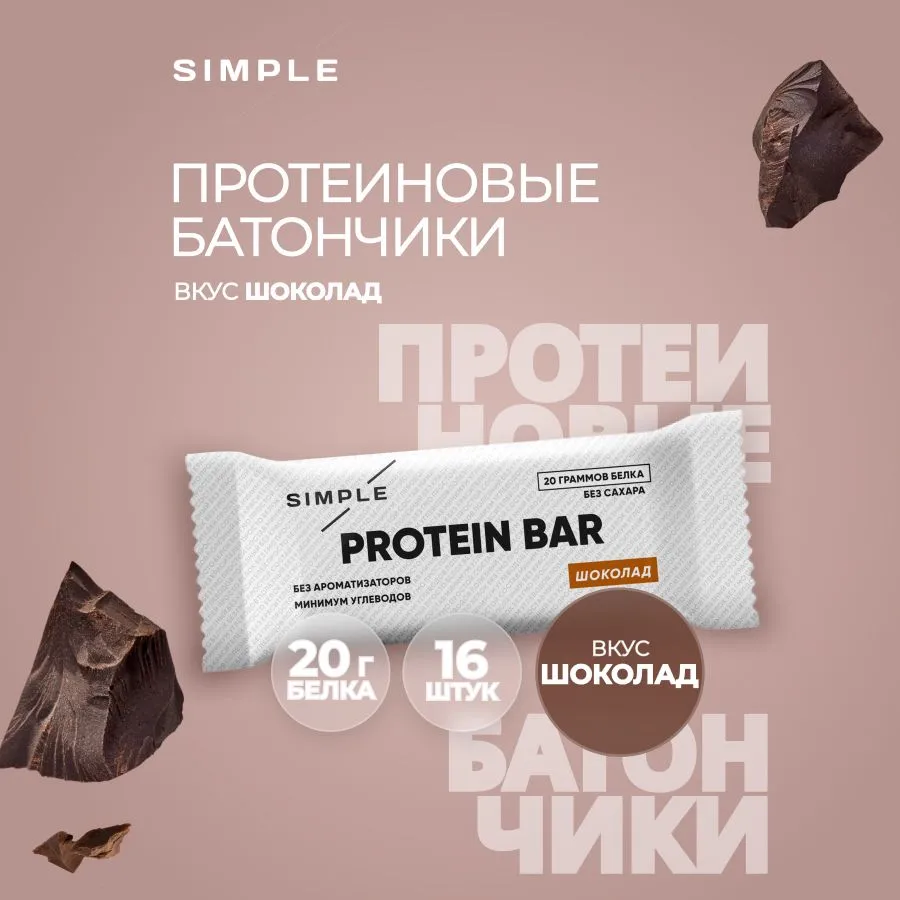 SIMPLE
ПРОТЕИНОВЫЕ
БАТОНЧИКИ
ВКУС ШОКОЛАД
ПРОТЕИ
НОВЫЕ
SIMPLE
20 ГРАММОВ БЕЛКА
БЕЗ САХАРА
PROTEIN BAR
ШОКОЛАД
БЕЗ АРОМАТИЗАТОРОВ
МИНИМУМ УГЛЕВОДОВ
20 г
БЕЛКА
16
ШТУК
ВКУС
ШОКОЛАД
БАТОН
ЧИКИ